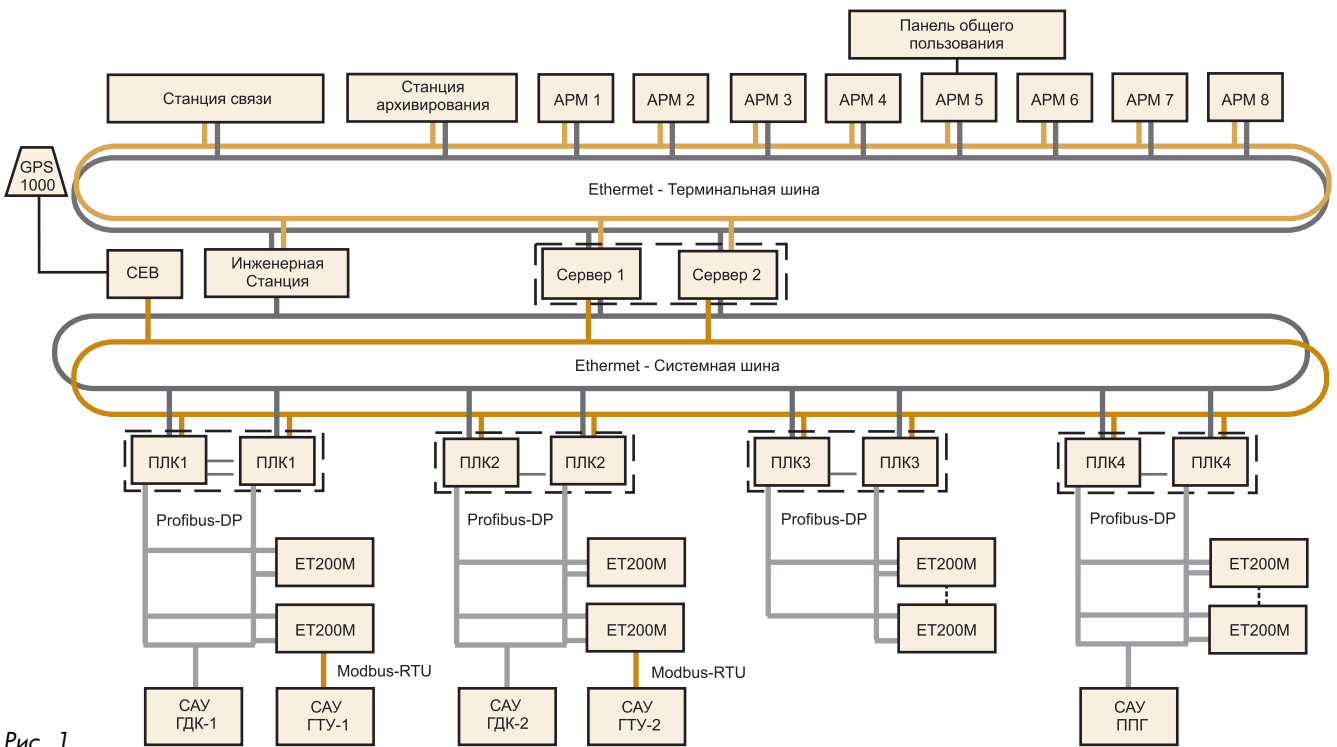 Панель общего
пользования
Станция связи
Станция
архивирования
АРМ 1
АРМ 2
АРМ 3
АРМ 4
АРМ 5
АРМ 6
АРМ 7
АРМ 8
GPS
1000
Ethermet - Терминальная шина
СЕВ
Инженерная
Станция
Сервер 1
Сервер 2
Ethermet - Системная шина
ПЛК1
ПЛК1
ПЛК2
ПЛК2
ПЛК3
ПЛК3
ПЛК4
ПЛК4
Profibus-DP
Profibus-DP
Profibus-DP
Profibus-DP
ET200M
ET200M
ET200M
ET200M
ET200M
ET200M
ET200M
ET200M
Modbus-RTU
Modbus-RTU
САУ
ГДК-1
САУ
ГТУ-1
САУ
ГДК-2
САУ
ГТУ-2
САУ
ППГ
Рис. 1